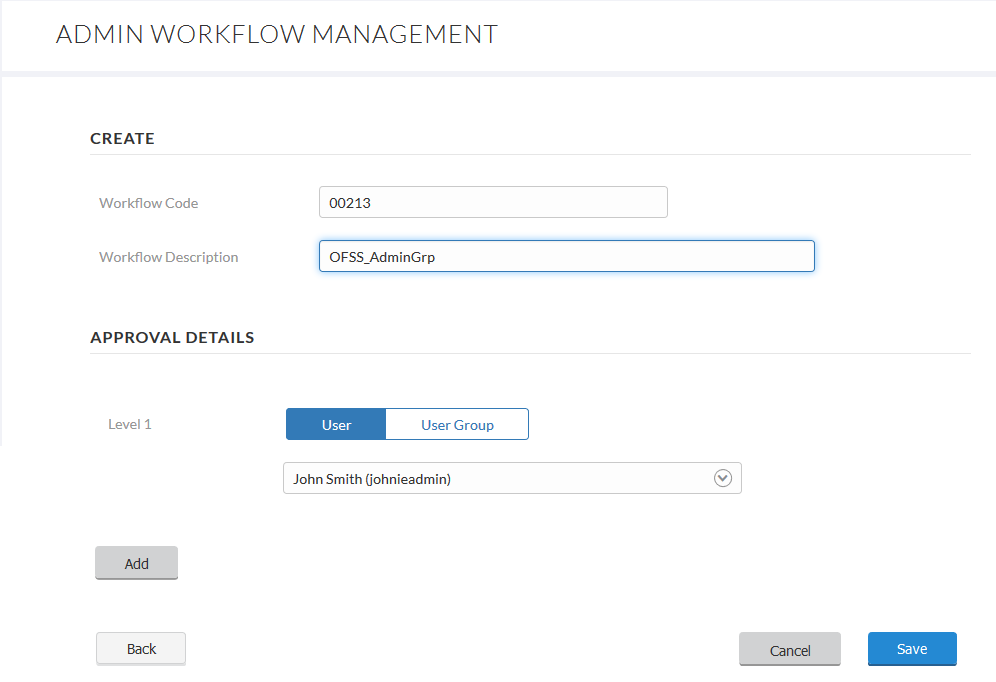 ADMIN WORKFLOW MANAGEMENT
CREATE
Workflow Code 00213
Workflow Description OFSS_AdminGrp
APPROVAL DETAILS
Level 1 User User Group
John Smith (johnieadmin)
Add
Back Cancel Save